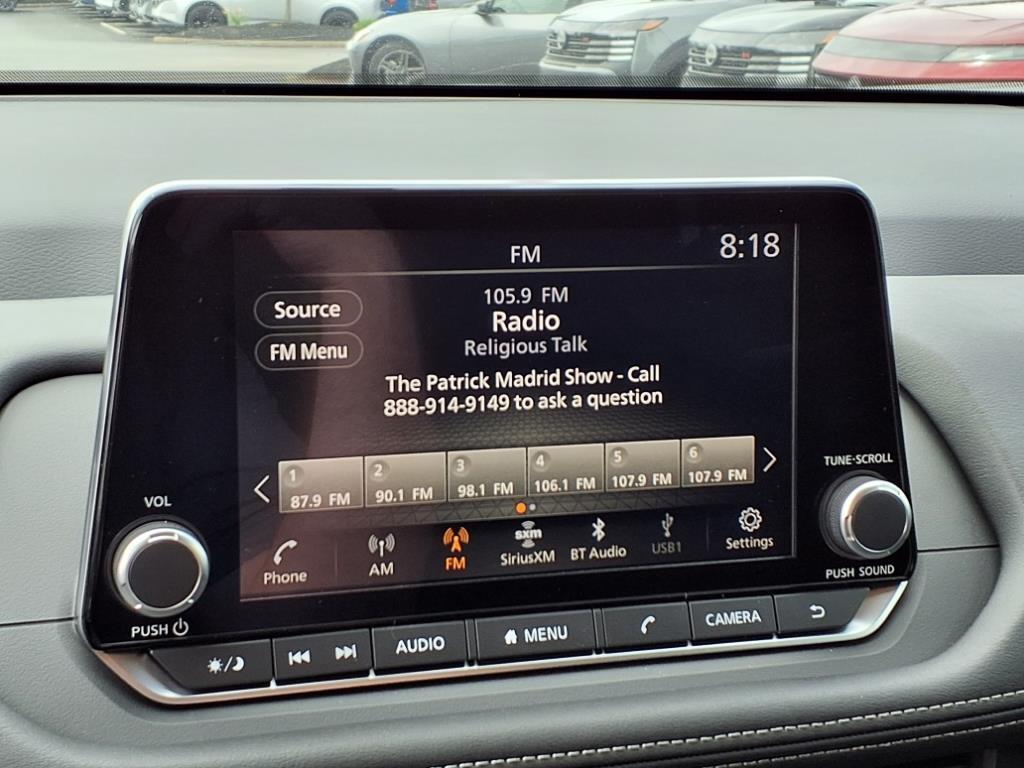 FM
8:18
Source
FM Menu
105.9 FM
Radio
Religious Talk
The Patrick Madrid Show - Call
888-914-9149 to ask a question
1
87.9 FM
2
90.1 FM
3
98.1 FM
4
106.1 FM
5
107.9 FM
6
107.9 FM
Phone
AM
FM
sxm
SiriusXM
BT Audio
USB1
Settings
VOL
PUSH
TUNE·SCROLL
PUSH SOUND
AUDIO
MENU
CAMERA